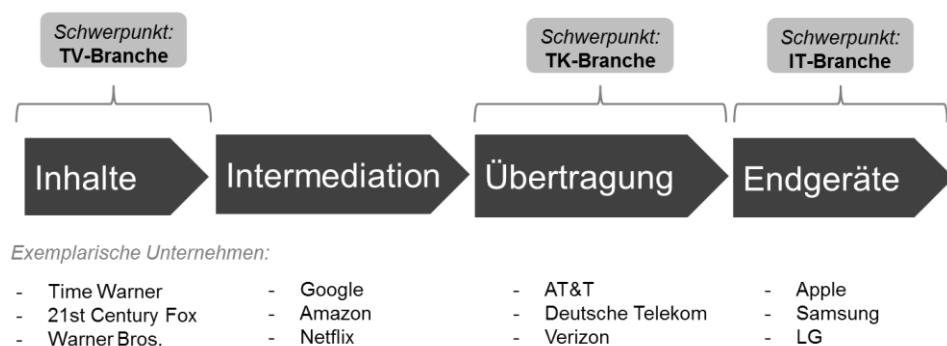 Schwerpunkt:
TV-Branche
Schwerpunkt:
TK-Branche
Schwerpunkt:
IT-Branche
Inhalte
Intermediation
Übertragung
Endgeräte
Exemplarische Unternehmen:
- Time Warner
- 21st Century Fox
- Warner Bros.
- Google
- Amazon
- Netflix
- AT&T
- Deutsche Telekom
- Verizon
- Apple
- Samsung
- LG